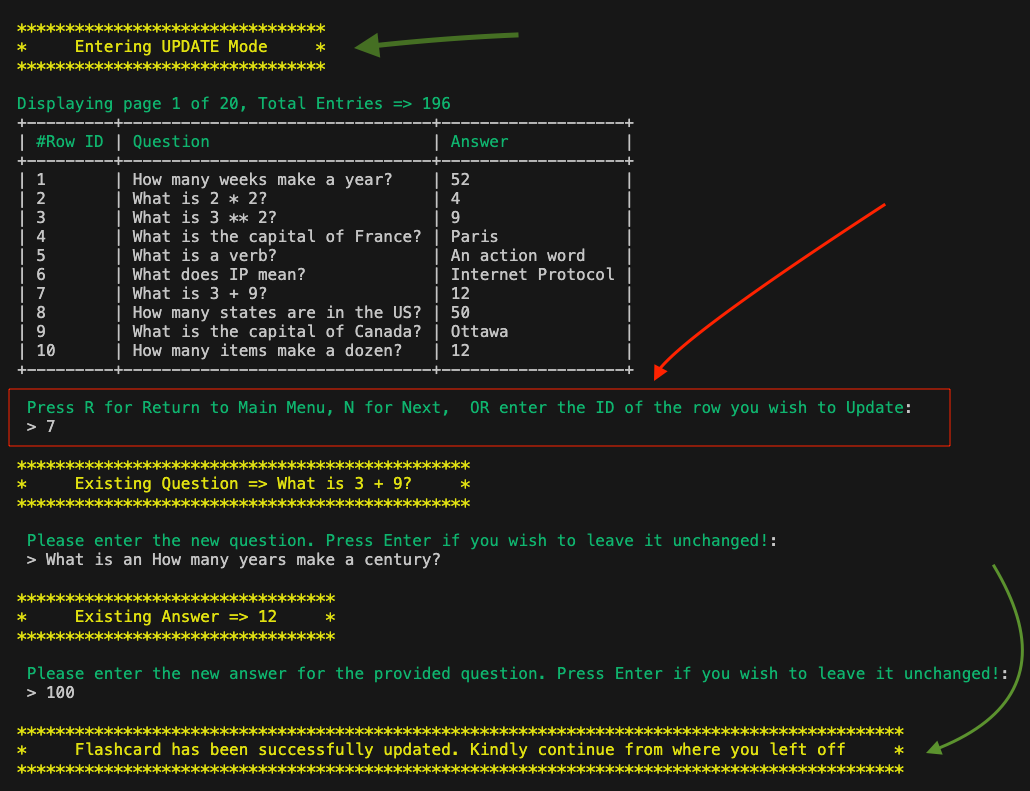 ********************************
*     Entering UPDATE Mode     *
********************************
Displaying page 1 of 20, Total Entries => 196
+---------+--------------------------------+-------------------+
| #Row ID | Question                       | Answer            |
+---------+--------------------------------+-------------------+
| 1       | How many weeks make a year?    | 52                |
| 2       | What is 2 * 2?                 | 4                 |
| 3       | What is 3 ** 2?                | 9                 |
| 4       | What is the capital of France? | Paris             |
| 5       | What is a verb?                | An action word    |
| 6       | What does IP mean?             | Internet Protocol |
| 7       | What is 3 + 9?                 | 12                |
| 8       | How many states are in the US? | 50                |
| 9       | What is the capital of Canada? | Ottawa            |
| 10      | How many items make a dozen?   | 12                |
+---------+--------------------------------+-------------------+
Press R for Return to Main Menu, N for Next,  OR enter the ID of the row you wish to Update:
> 7
***********************************************
*     Existing Question => What is 3 + 9?     *
***********************************************
Please enter the new question. Press Enter if you wish to leave it unchanged!:
> What is an How many years make a century?
*********************************
*     Existing Answer => 12     *
*********************************
Please enter the new answer for the provided question. Press Enter if you wish to leave it unchanged!:
> 100
********************************************************************************************
*     Flashcard has been successfully updated. Kindly continue from where you left off     *
********************************************************************************************